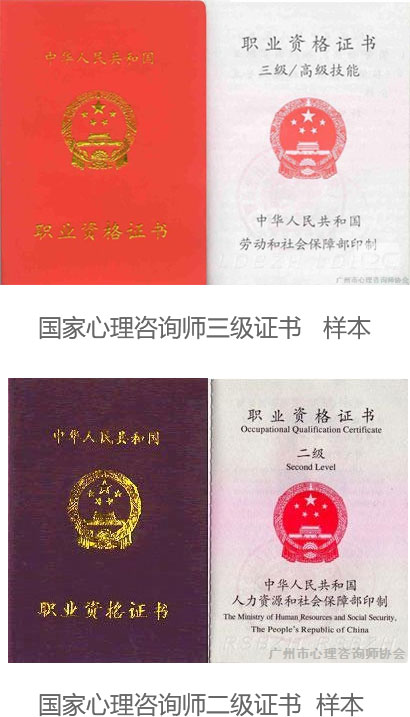 中华人民共和国
职业资格证书
职业资格证书
三级/高级技能
中华人民共和国
劳动和社会保障部印制
广州市心理咨询师协会
国家心理咨询师三级证书 样本
中华人民共和国
职业资格证书
职业资格证书
Occupational Qualification Certificate
二级
Second Level
中华人民共和国
人力资源和社会保障部印制
The Ministry of Human Resources and Social Security,
The People's Republic of China
广州市心理咨询师协会
国家心理咨询师二级证书 样本